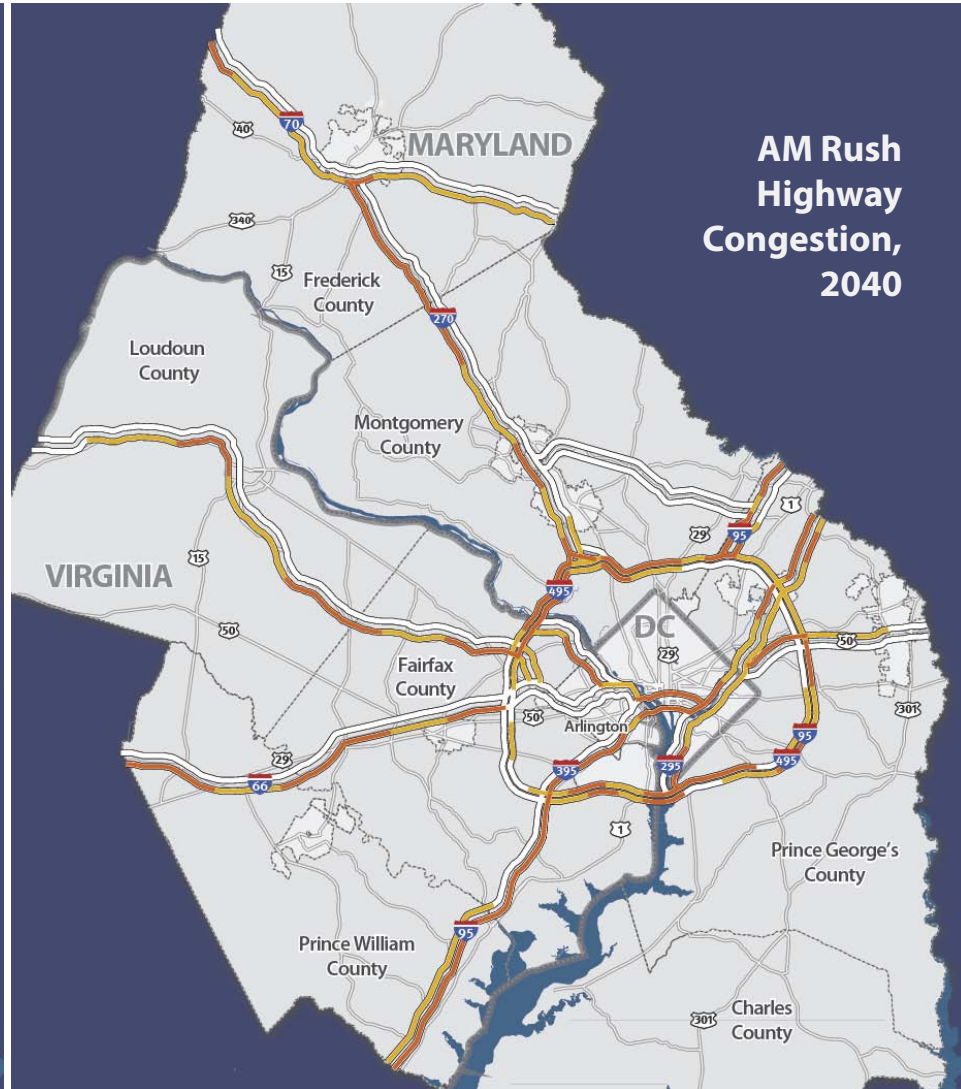 AM Rush
Highway
Congestion,
2040
70
40
MARYLAND
340
15
Frederick
County
270
Loudoun
County
Montgomery
County
1
29
95
15
VIRGINIA
495
DC
50
29
50
Fairfax
County
50
Arlington
301
29
66
395
295
95
495
1
Prince George's
County
95
Prince William
County
301
Charles
County